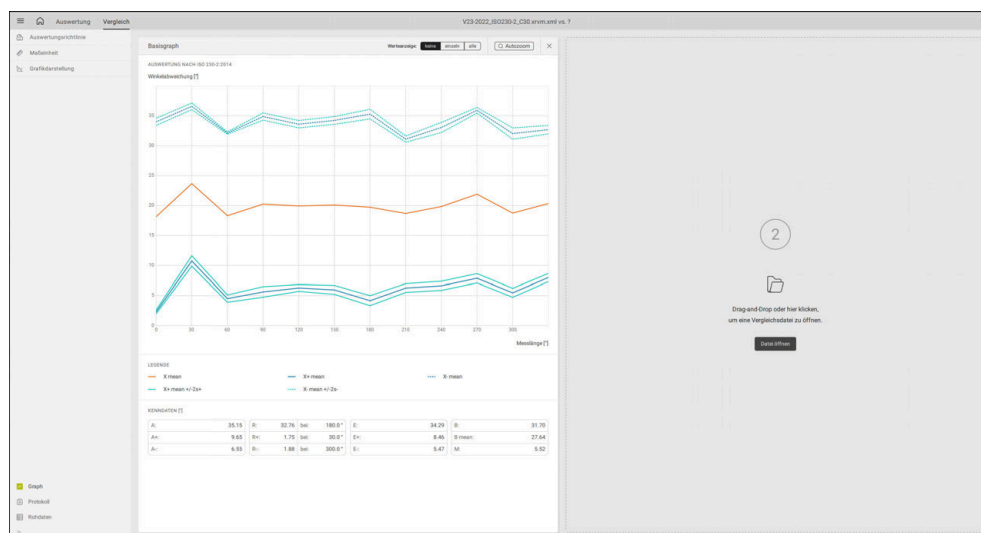 Auswertung Vergleich V23-2022_ISO230-2_C30.xrvm.xml vs. ?
Auswertungsrichtlinie
Maßeinheit
Grafikdarstellung
Basisgraph Werteanzeige: keine einzeln alle Autozoom
AUSWERTUNG NACH ISO 230-2:2014
Winkelabweichung ["]
35
30
25
20
15
10
5
0
0 30 60 90 120 150 180 210 240 270 300
Messlänge [°]
LEGENDE
X mean X+ mean X- mean
X+ mean +/-2s+ X- mean +/-2s-
KENNDATEN ["]
A: 35.15 R: 32.76 bei: 180.0° E: 34.29 B: 31.70
A+: 9.65 R+: 1.75 bei: 30.0° E+: 8.46 B mean: 27.64
A-: 6.55 R-: 1.88 bei: 300.0° E-: 5.47 M: 5.52
2
Drag-and-Drop oder hier klicken,
um eine Vergleichsdatei zu öffnen.
Datei öffnen
Graph
Protokoll
Rohdaten